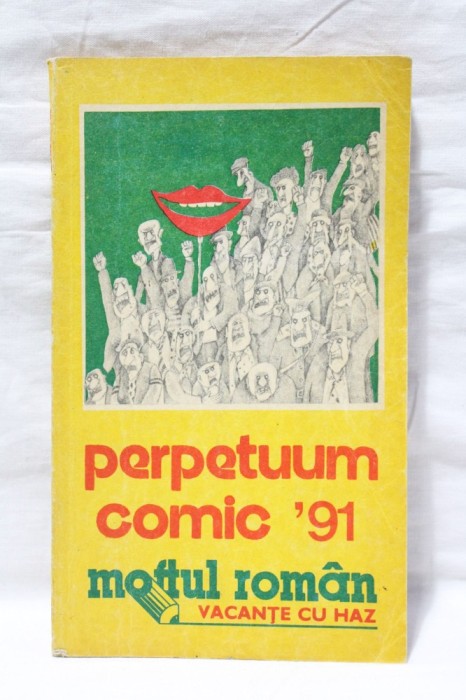 perpetuum
comic '91
moftul român
VACANȚE CU HAZ